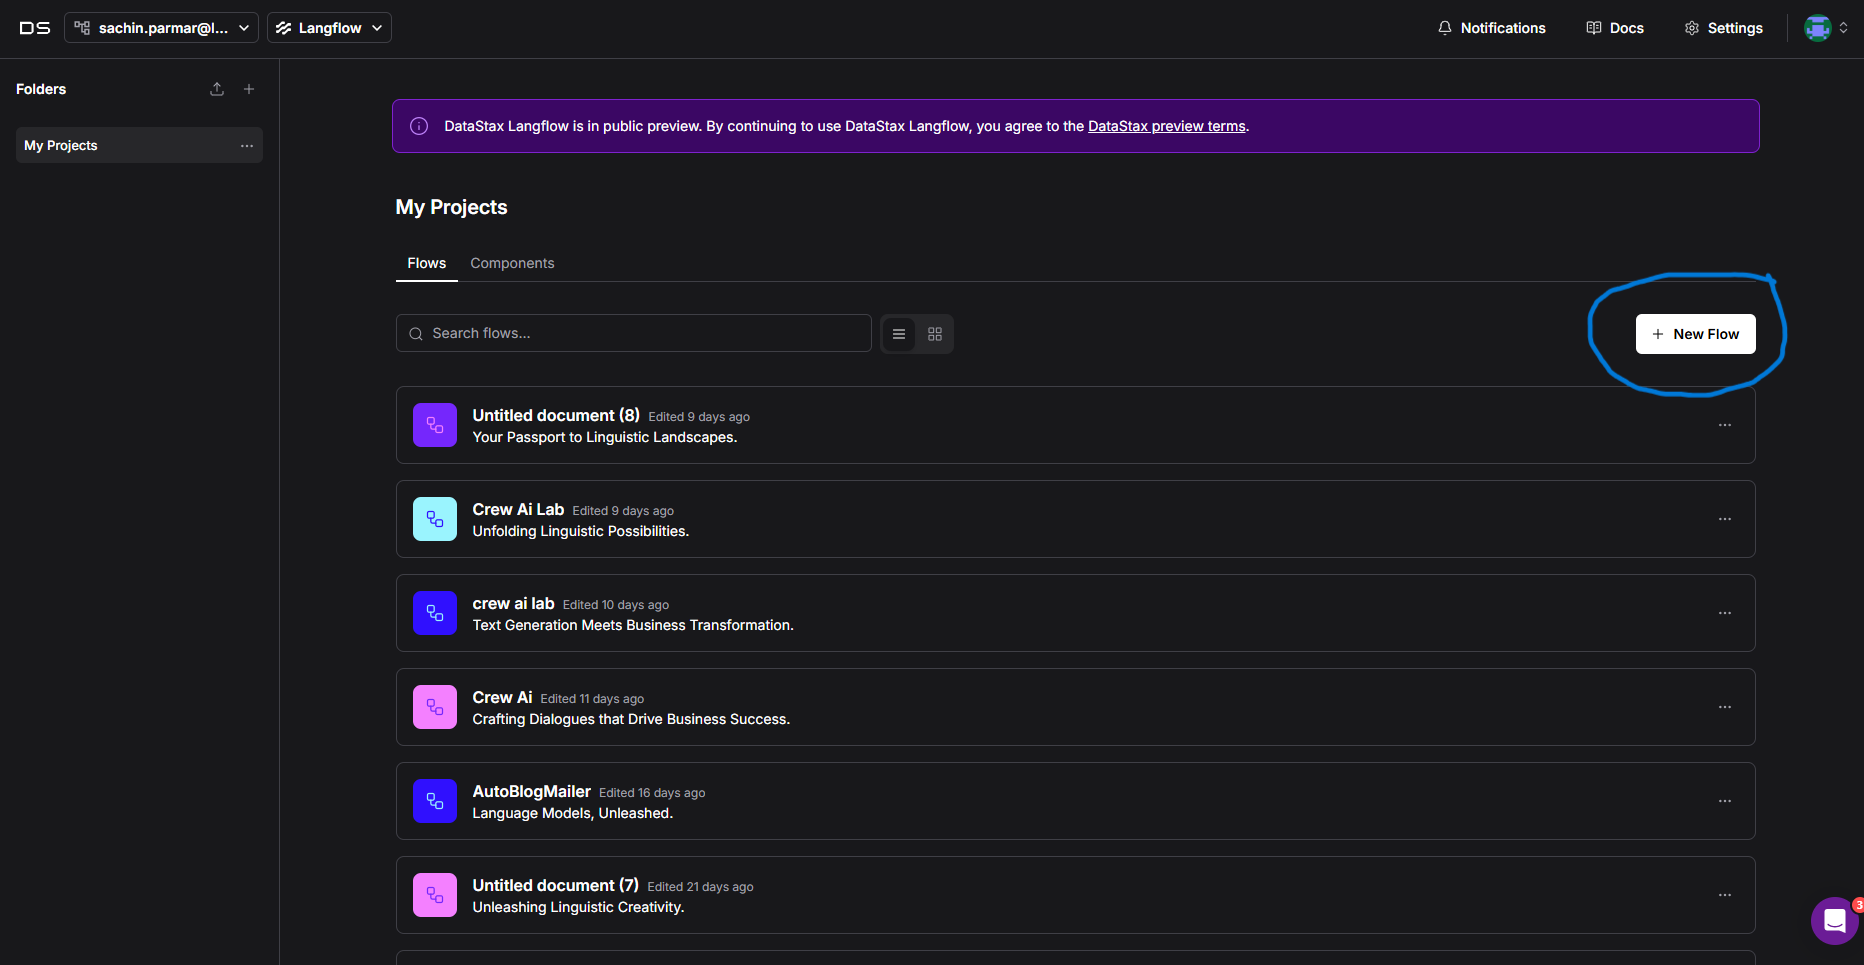 DS sachin.parmar@l... Langflow Notifications Docs Settings
Folders
My Projects
DataStax Langflow is in public preview. By continuing to use DataStax Langflow, you agree to the DataStax preview terms.
My Projects
Flows Components
Search flows...
+ New Flow
Untitled document (8) Edited 9 days ago
Your Passport to Linguistic Landscapes.
Crew Ai Lab Edited 9 days ago
Unfolding Linguistic Possibilities.
crew ai lab Edited 10 days ago
Text Generation Meets Business Transformation.
Crew Ai Edited 11 days ago
Crafting Dialogues that Drive Business Success.
AutoBlogMailer Edited 16 days ago
Language Models, Unleashed.
Untitled document (7) Edited 21 days ago
Unleashing Linguistic Creativity.
3